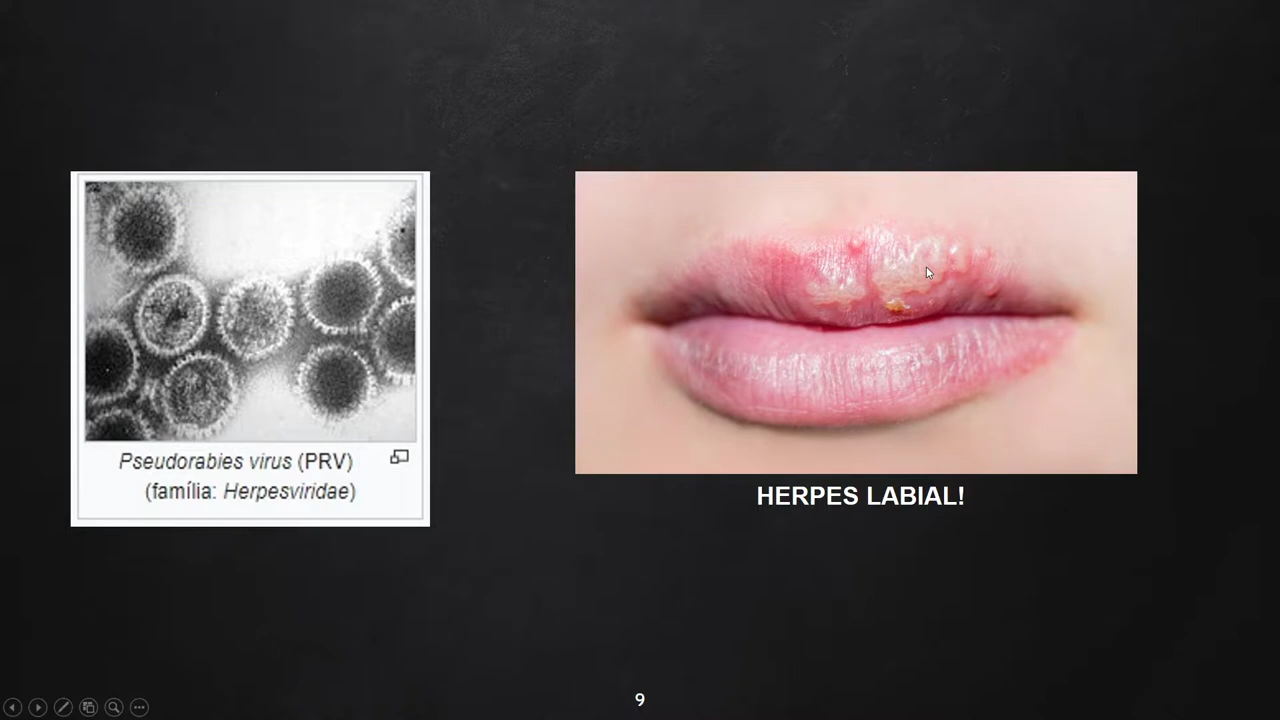 Pseudorabies virus (PRV)
(família: Herpesviridae)
HERPES LABIAL!
9